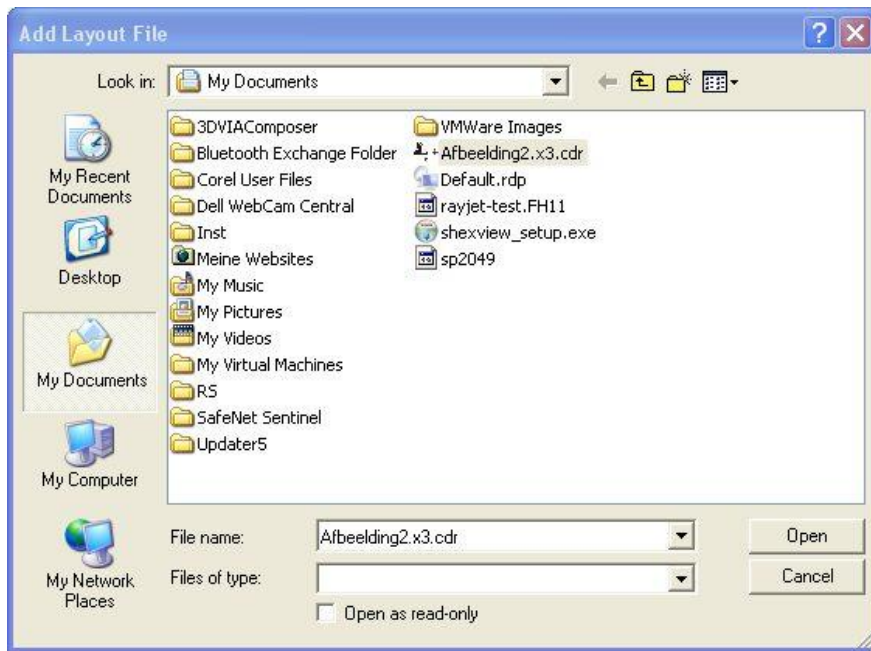 Add Layout File
Look in:
My Documents
My Recent
Documents
Desktop
My Documents
My Computer
My Network
Places
3DVIAComposer
Bluetooth Exchange Folder
Corel User Files
Dell WebCam Central
Inst
Meine Websites
My Music
My Pictures
My Videos
My Virtual Machines
RS
SafeNet Sentinel
Updater5
VMWare Images
Afbeelding2.x3.cdr
Default.rdp
rayjet-test.FH11
shexview_setup.exe
sp2049
File name:
Afbeelding2.x3.cdr
Open
Files of type:
Cancel
Open as read-only